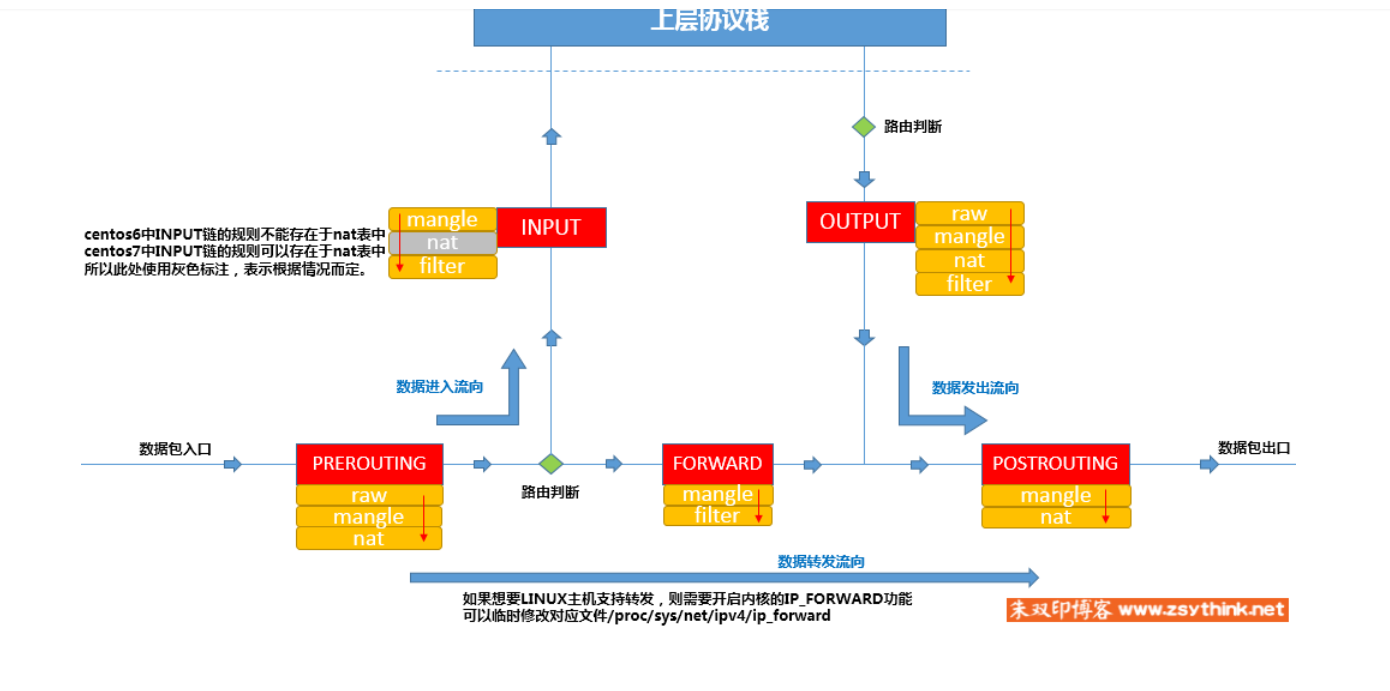 上层协议栈
路由判断
mangle
nat
filter
INPUT
OUTPUT
raw
mangle
nat
filter
centos6中INPUT链的规则不能存在于nat表中
centos7中INPUT链的规则可以存在于nat表中
所以此处使用灰色标注，表示根据情况而定。
数据进入流向
数据发出流向
数据包入口
PREROUTING
raw
mangle
nat
路由判断
FORWARD
mangle
filter
POSTROUTING
mangle
nat
数据包出口
数据转发流向
如果想要LINUX主机支持转发，则需要开启内核的IP_FORWARD功能
可以临时修改对应文件/proc/sys/net/ipv4/ip_forward
朱双印博客 www.zsythink.net